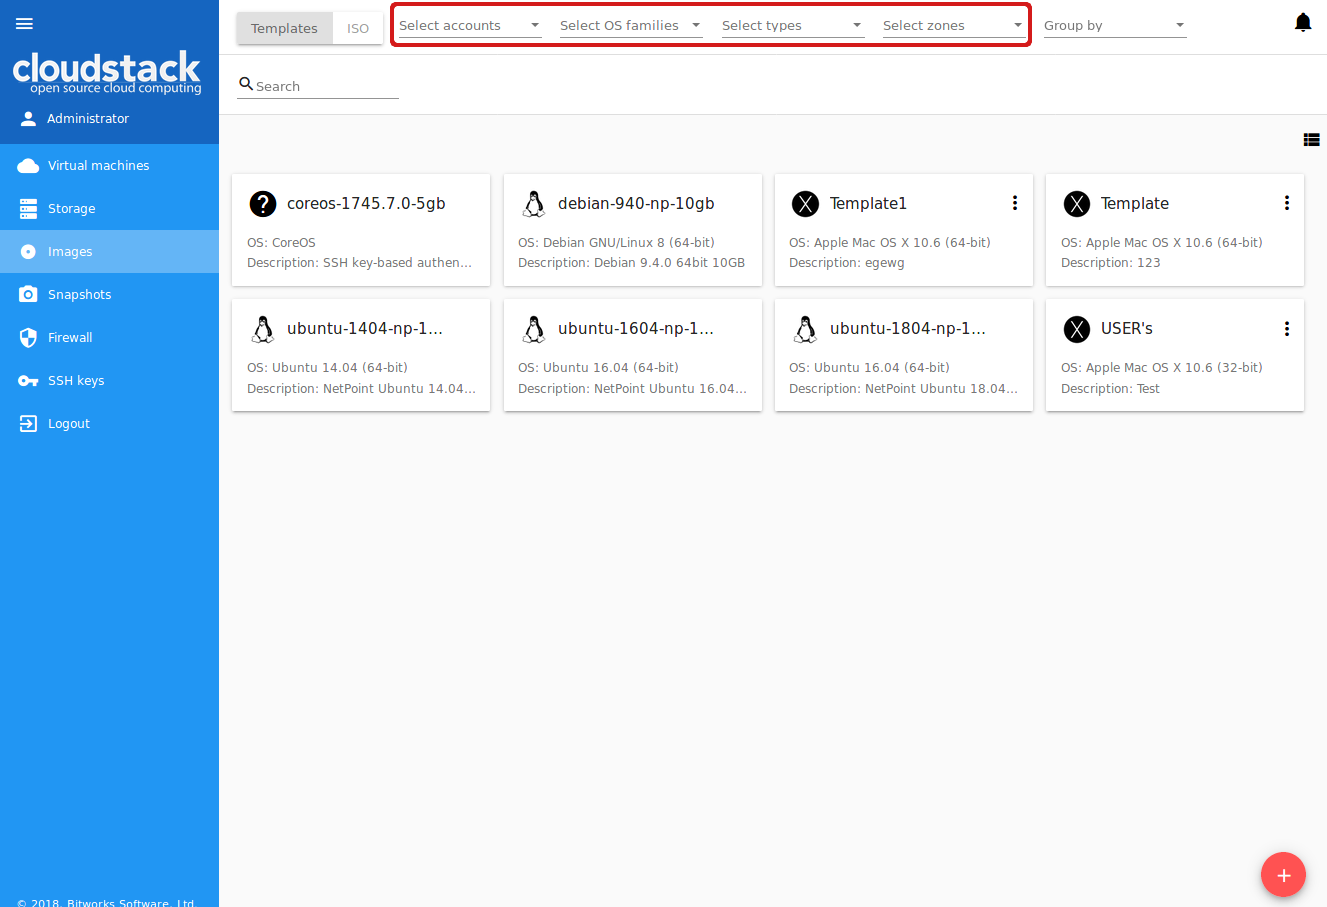 cloudstack
open source cloud computing
Administrator
Virtual machines
Storage
Images
Snapshots
Firewall
SSH keys
Logout
© 2018, Bitworks Software, Ltd.
Templates ISO Select accounts Select OS families Select types Select zones Group by
Search
coreos-1745.7.0-5gb
OS: CoreOS
Description: SSH key-based authen...
debian-940-np-10gb
OS: Debian GNU/Linux 8 (64-bit)
Description: Debian 9.4.0 64bit 10GB
X Template1
OS: Apple Mac OS X 10.6 (64-bit)
Description: egewg
X Template
OS: Apple Mac OS X 10.6 (64-bit)
Description: 123
ubuntu-1404-np-1...
OS: Ubuntu 14.04 (64-bit)
Description: NetPoint Ubuntu 14.04...
ubuntu-1604-np-1...
OS: Ubuntu 16.04 (64-bit)
Description: NetPoint Ubuntu 16.04...
ubuntu-1804-np-1...
OS: Ubuntu 16.04 (64-bit)
Description: NetPoint Ubuntu 18.04...
X USER's
OS: Apple Mac OS X 10.6 (32-bit)
Description: Test